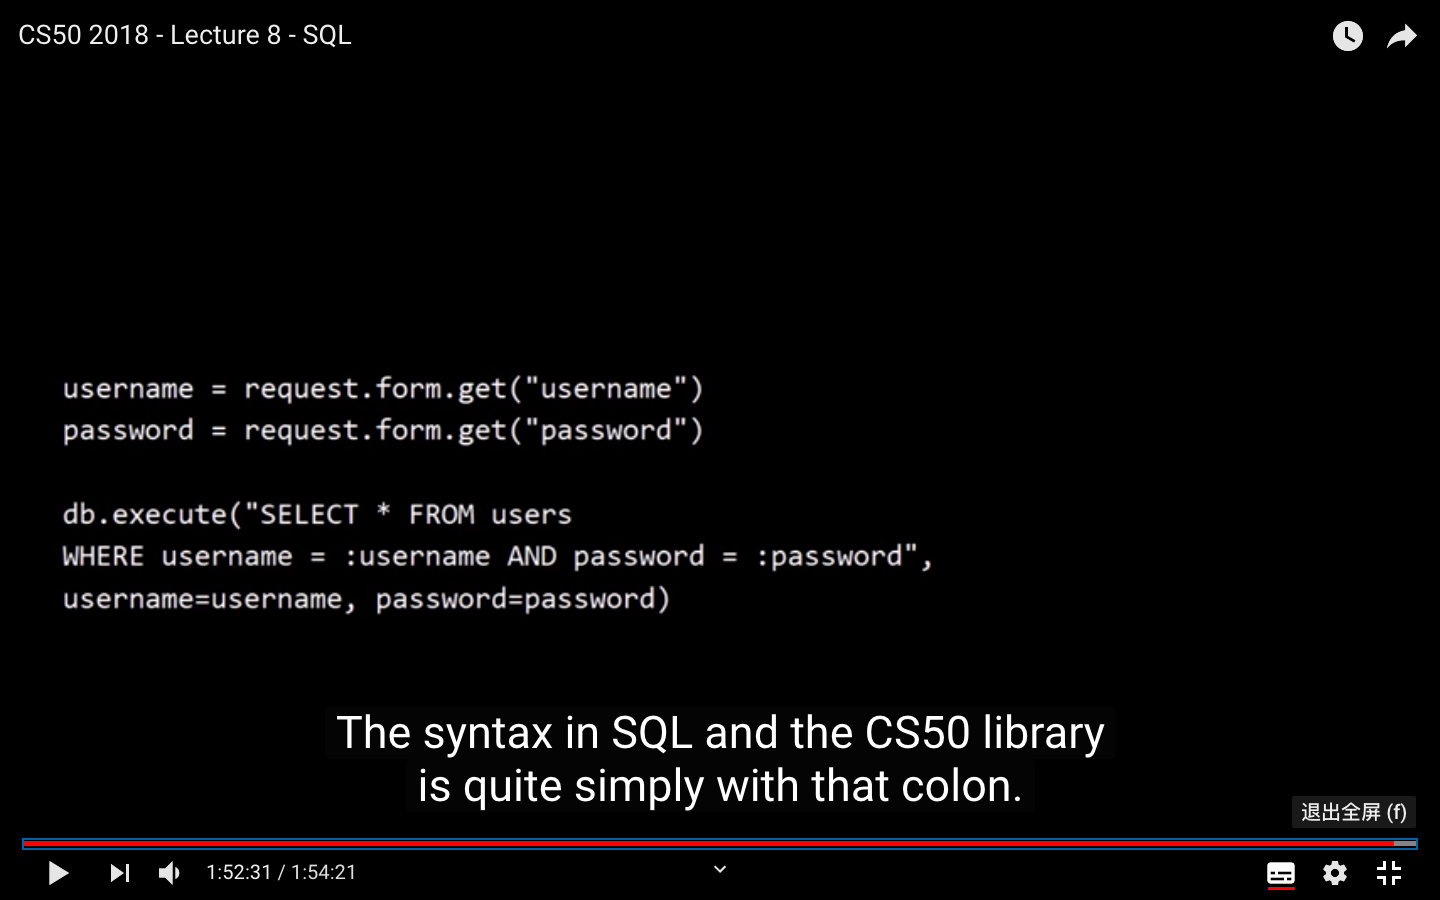 CS50 2018 - Lecture 8 - SQL
username = request.form.get("username")
password = request.form.get("password")
db.execute("SELECT * FROM users
WHERE username = :username AND password = :password",
username=username, password=password)
The syntax in SQL and the CS50 library
is quite simply with that colon.
退出全屏 (f)
1:52:31 / 1:54:21